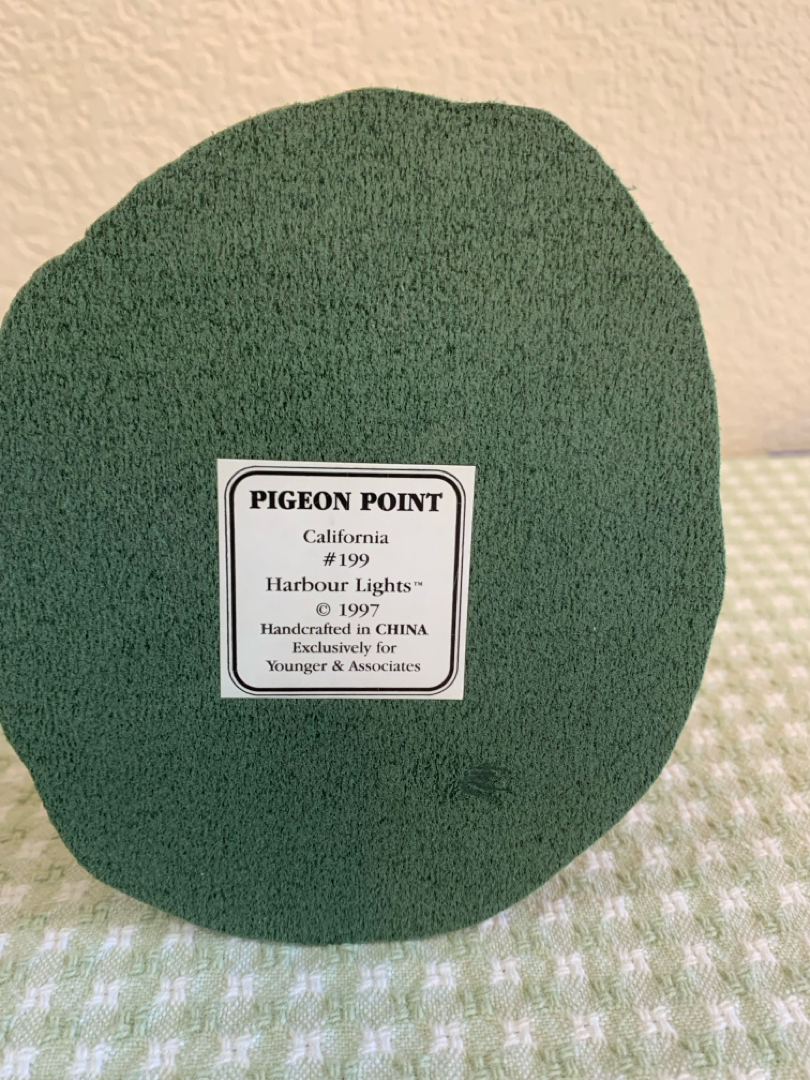 PIGEON POINT
California
#199
Harbour Lights™
© 1997
Handcrafted in CHINA
Exclusively for
Younger & Associates